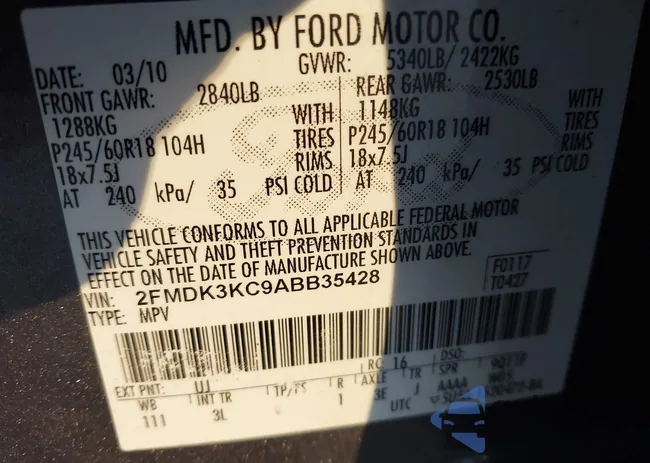 MFD. BY FORD MOTOR CO.
DATE: 03/10 GVWR: 5340LB/ 2422KG
FRONT GAWR: 2840LB REAR GAWR: 2530LB
1288KG WITH 1148KG WITH
P245/60R18 104H TIRES P245/60R18 104H TIRES
18x7.5J RIMS 18x7.5J RIMS
AT 240 kPa/ 35 PSI COLD AT 240 kPa/ 35 PSI COLD
THIS VEHICLE CONFORMS TO ALL APPLICABLE FEDERAL MOTOR
VEHICLE SAFETY AND THEFT PREVENTION STANDARDS IN
EFFECT ON THE DATE OF MANUFACTURE SHOWN ABOVE.
VIN: 2FMDK3KC9ABB35428 F0117
TYPE: MPV T0427
RC: 16 DSO:
EXT PNT: UJ
WB INT TR TP/PS R AXLE TR SPR
111 3L 1 3E J AAAA
UTC